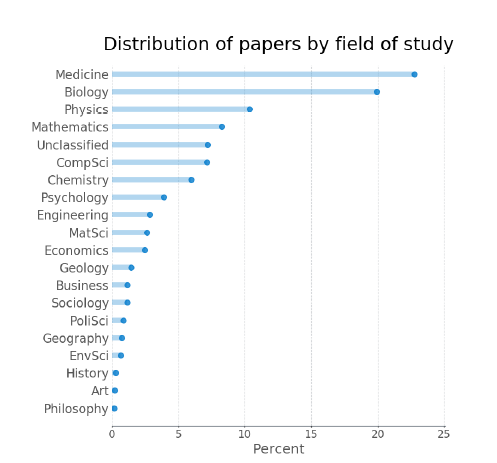 Distribution of papers by field of study
Medicine
Biology
Physics
Mathematics
Unclassified
CompSci
Chemistry
Psychology
Engineering
MatSci
Economics
Geology
Business
Sociology
PoliSci
Geography
EnvSci
History
Art
Philosophy
0 5 10 15 20 25
Percent